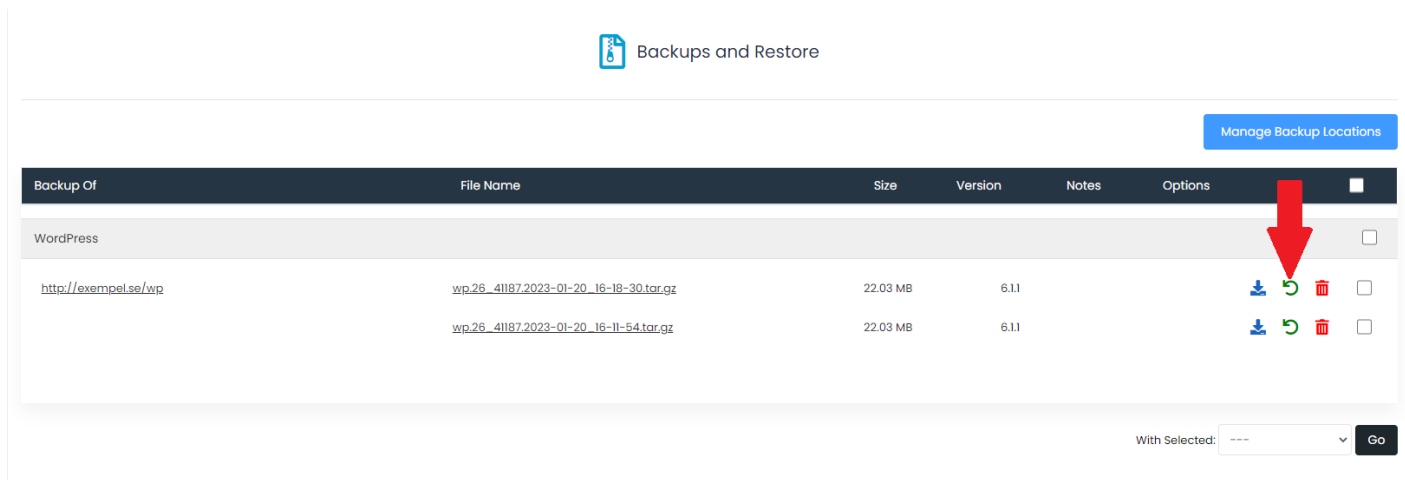 Backups and Restore
Manage Backup Locations
Backup Of File Name Size Version Notes Options
WordPress
http://exempel.se/wp wp.26_41187.2023-01-20_16-18-30.tar.gz 22.03 MB 6.1.1
wp.26_41187.2023-01-20_16-11-54.tar.gz 22.03 MB 6.1.1
With Selected: --- Go